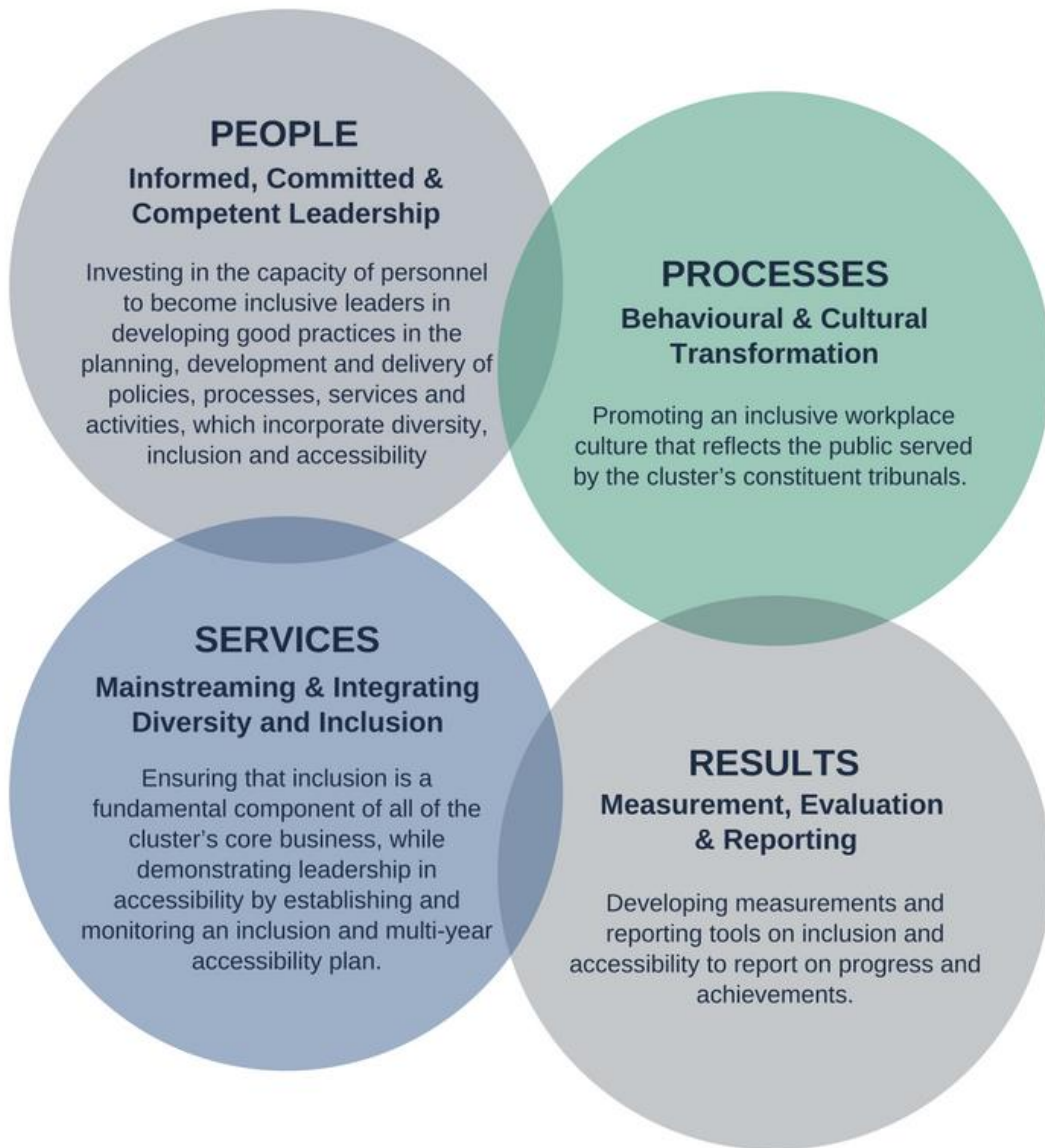 PEOPLE
Informed, Committed &
Competent Leadership
Investing in the capacity of personnel
to become inclusive leaders in
developing good practices in the
planning, development and delivery of
policies, processes, services and
activities, which incorporate diversity,
inclusion and accessibility
PROCESSES
Behavioural & Cultural
Transformation
Promoting an inclusive workplace
culture that reflects the public served
by the cluster’s constituent tribunals.
SERVICES
Mainstreaming & Integrating
Diversity and Inclusion
Ensuring that inclusion is a
fundamental component of all of the
cluster’s core business, while
demonstrating leadership in
accessibility by establishing and
monitoring an inclusion and multi-year
accessibility plan.
RESULTS
Measurement, Evaluation
& Reporting
Developing measurements and
reporting tools on inclusion and
accessibility to report on progress and
achievements.